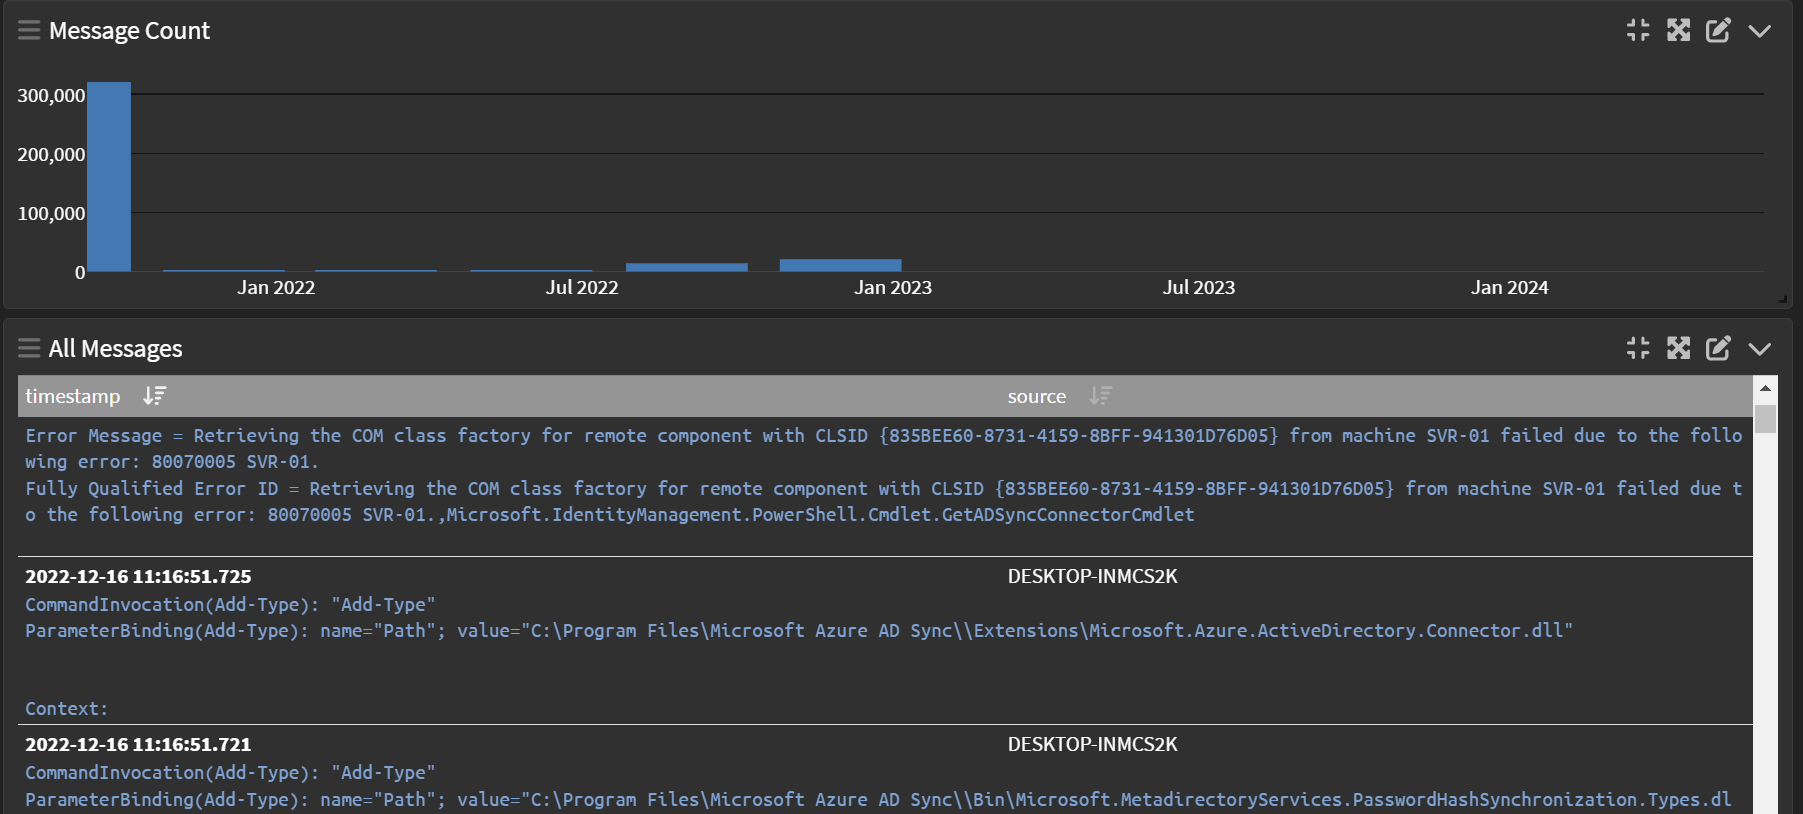 Message Count
300,000
200,000
100,000
0
Jan 2022 Jul 2022 Jan 2023 Jul 2023 Jan 2024
All Messages
timestamp source
Error Message = Retrieving the COM class factory for remote component with CLSID {835BEE60-8731-4159-8BFF-941301D76D05} from machine SVR-01 failed due to the follo
wing error: 80070005 SVR-01.
Fully Qualified Error ID = Retrieving the COM class factory for remote component with CLSID {835BEE60-8731-4159-8BFF-941301D76D05} from machine SVR-01 failed due t
o the following error: 80070005 SVR-01.,Microsoft.IdentityManagement.PowerShell.Cmdlet.GetADSyncConnectorCmdlet
2022-12-16 11:16:51.725 DESKTOP-INMCS2K
CommandInvocation(Add-Type): "Add-Type"
ParameterBinding(Add-Type): name="Path"; value="C:\Program Files\Microsoft Azure AD Sync\\Extensions\Microsoft.Azure.ActiveDirectory.Connector.dll"
Context:
2022-12-16 11:16:51.721 DESKTOP-INMCS2K
CommandInvocation(Add-Type): "Add-Type"
ParameterBinding(Add-Type): name="Path"; value="C:\Program Files\Microsoft Azure AD Sync\\Bin\Microsoft.MetadirectoryServices.PasswordHashSynchronization.Types.dl